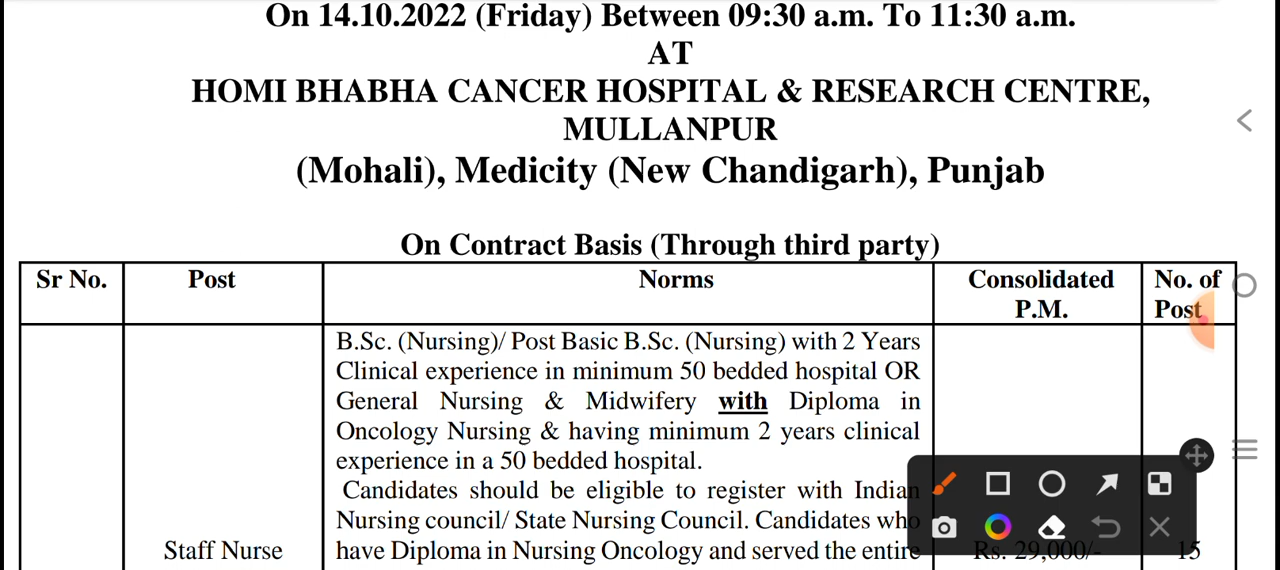 On 14.10.2022 (Friday) Between 09:30 a.m. To 11:30 a.m.
AT
HOMI BHABHA CANCER HOSPITAL & RESEARCH CENTRE,
MULLANPUR
(Mohali), Medicity (New Chandigarh), Punjab
On Contract Basis (Through third party)
Sr No. Post Norms Consolidated P.M. No. of Post
B.Sc. (Nursing)/ Post Basic B.Sc. (Nursing) with 2 Years
Clinical experience in minimum 50 bedded hospital OR
General Nursing & Midwifery with Diploma in
Oncology Nursing & having minimum 2 years clinical
experience in a 50 bedded hospital.
Candidates should be eligible to register with Indian
Nursing council/ State Nursing Council. Candidates who
Staff Nurse have Diploma in Nursing Oncology and served the entire Rs. 29,000/- 15